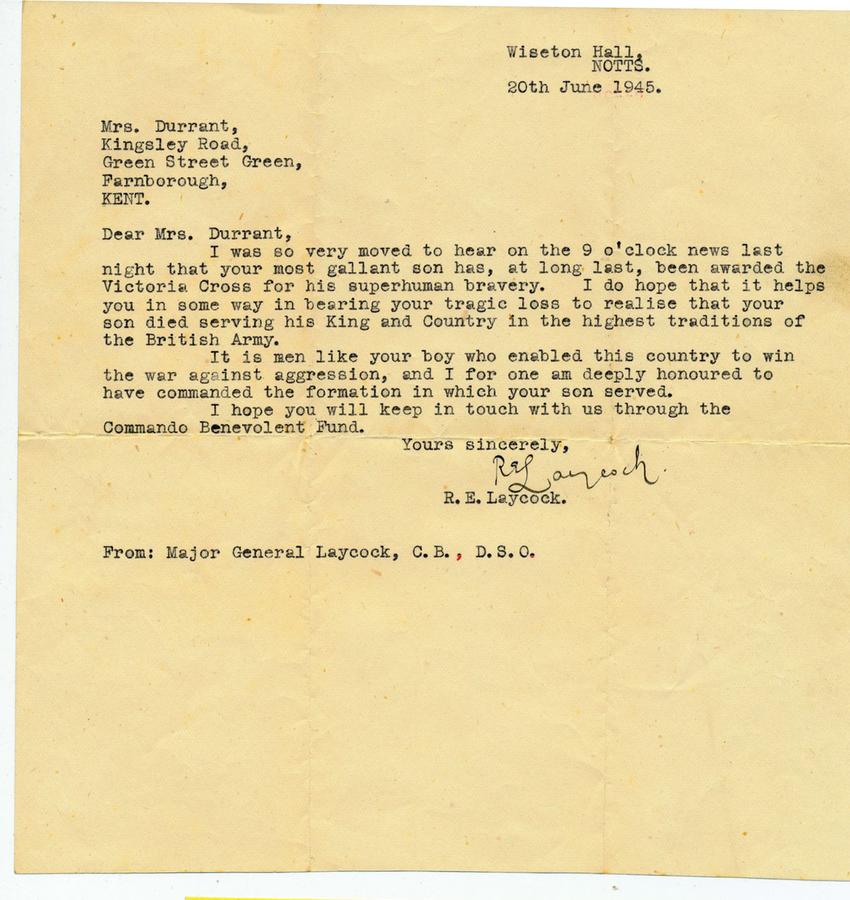 Wiseton Hall,
NOTTS.
20th June 1945.
Mrs. Durrant,
Kingsley Road,
Green Street Green,
Farnborough,
KENT.
Dear Mrs. Durrant,
I was so very moved to hear on the 9 o'clock news last
night that your most gallant son has, at long last, been awarded the
Victoria Cross for his superhuman bravery. I do hope that it helps
you in some way in bearing your tragic loss to realise that your
son died serving his King and Country in the highest traditions of
the British Army.
It is men like your boy who enabled this country to win
the war against aggression, and I for one am deeply honoured to
have commanded the formation in which your son served.
I hope you will keep in touch with us through the
Commando Benevolent Fund.
Yours sincerely,
RE Laycock.
R.E.Laycock.
From: Major General Laycock, C.B., D.S.O.